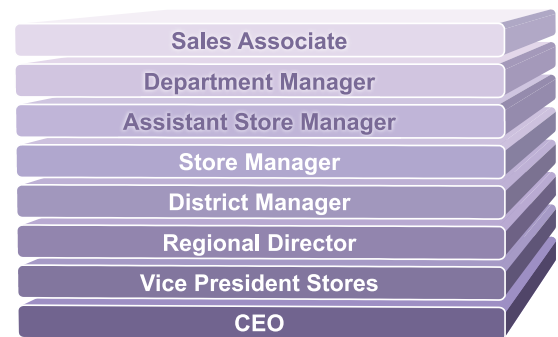 Sales Associate
Department Manager
Assistant Store Manager
Store Manager
District Manager
Regional Director
Vice President Stores
CEO